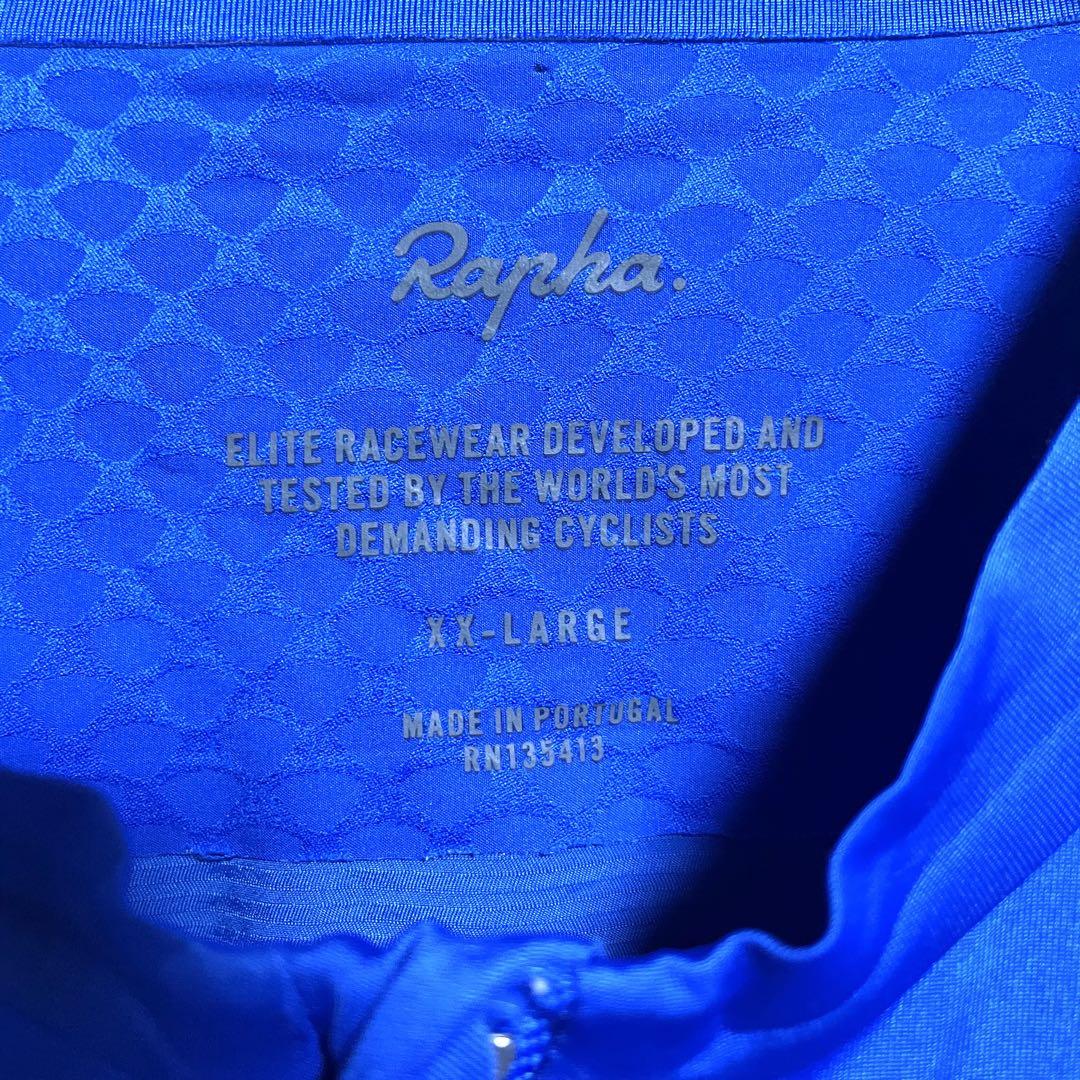 Rapha.
ELITE RACEWEAR DEVELOPED AND
TESTED BY THE WORLD'S MOST
DEMANDING CYCLISTS
XX-LARGE
MADE IN PORTUGAL
RN135413